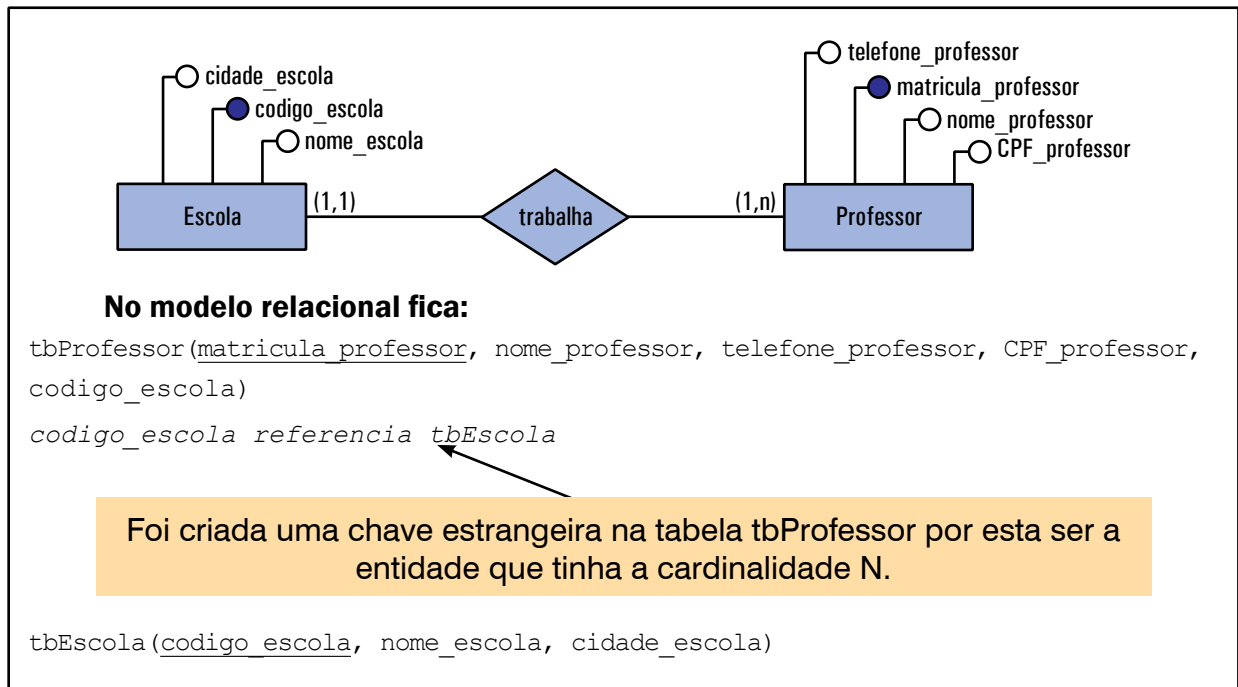 telefone_professor
cidade_escola
matricula_professor
codigo_escola
nome_professor
nome_escola
CPF_professor
Escola
(1,1)
trabalha
(1,n)
Professor
No modelo relacional fica:
tbProfessor(matricula_professor, nome_professor, telefone_professor, CPF_professor,
codigo_escola)
codigo_escola referencia tbEscola
Foi criada uma chave estrangeira na tabela tbProfessor por esta ser a
entidade que tinha a cardinalidade N.
tbEscola(codigo_escola, nome_escola, cidade_escola)